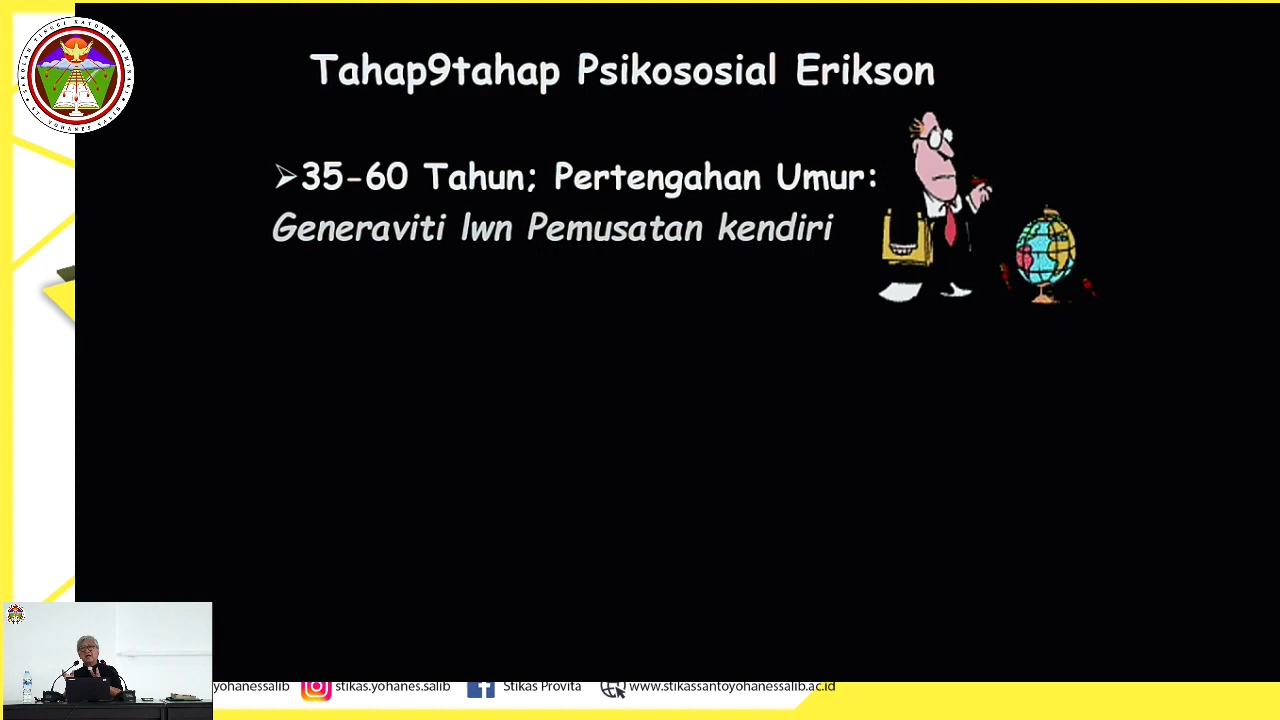 Tahap9tahap Psikososial Erikson
➢35-60 Tahun; Pertengahan Umur:
Generaviti lwn Pemusatan kendiri
yohanessalib stikas.yohanes.salib Stikas Provita www.stikassantoyohanessalib.ac.id